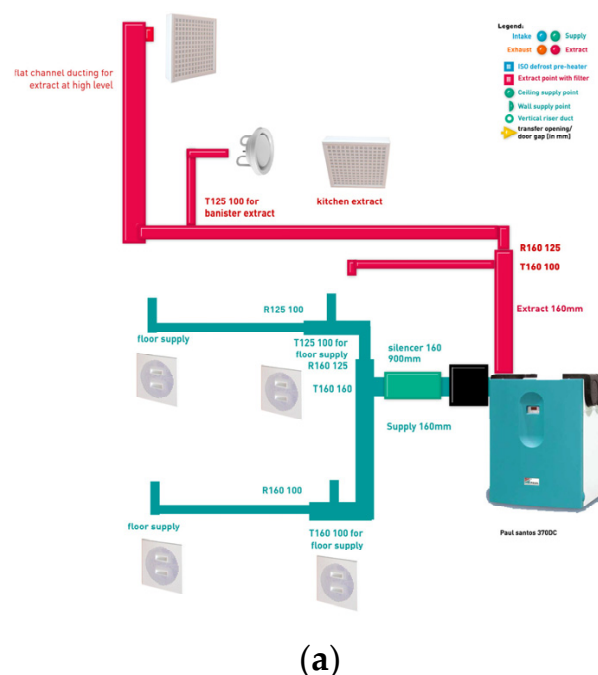 Legend:
Intake Supply
Exhaust Extract
ISO defrost pre-heater
Extract point with filter
Ceiling supply point
Wall supply point
Vertical riser duct
transfer opening/
door gap [in mm]
flat channel ducting for
extract at high level
T125 100 for
banister extract
kitchen extract
R160 125
T160 100
Extract 160mm
R125 100
floor supply
T125 100 for
floor supply
R160 125
T160 160
silencer 160
900mm
Supply 160mm
R160 100
floor supply
T160 100 for
floor supply
Paul santos 370DC
(a)